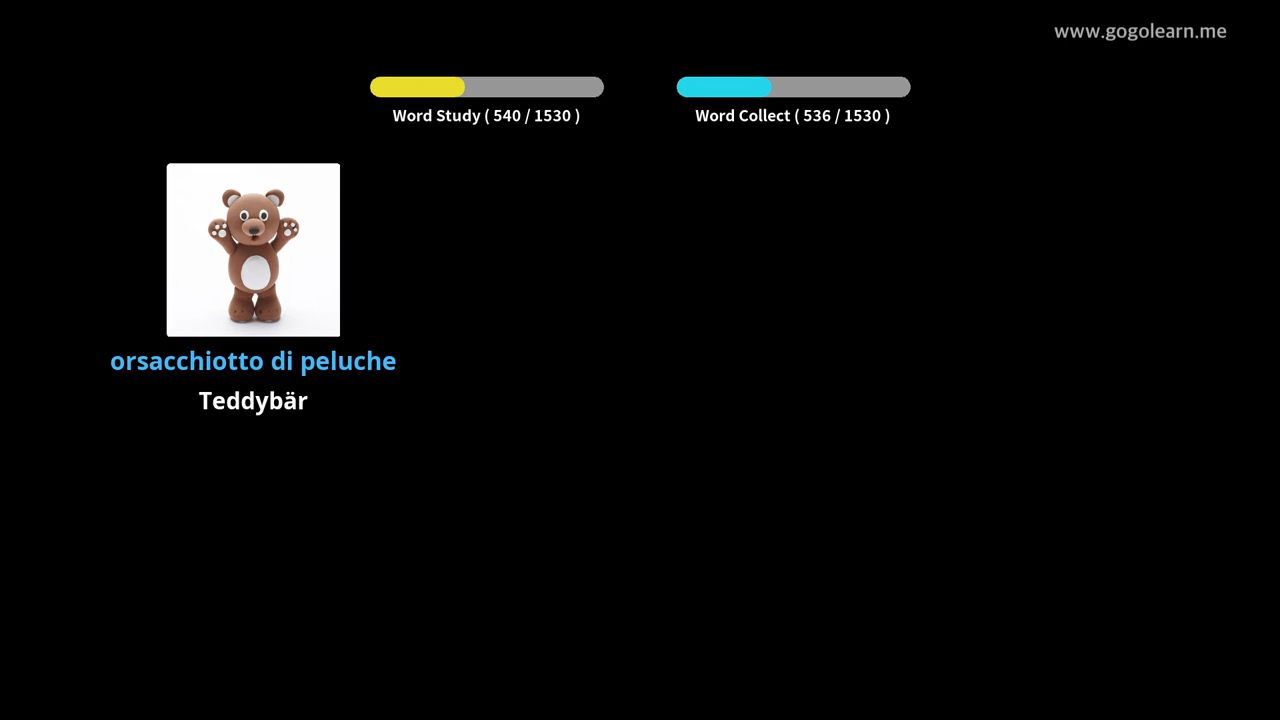 www.gogolearn.me
Word Study ( 540 / 1530 )
Word Collect ( 536 / 1530 )
orsacchiotto di peluche
Teddybär